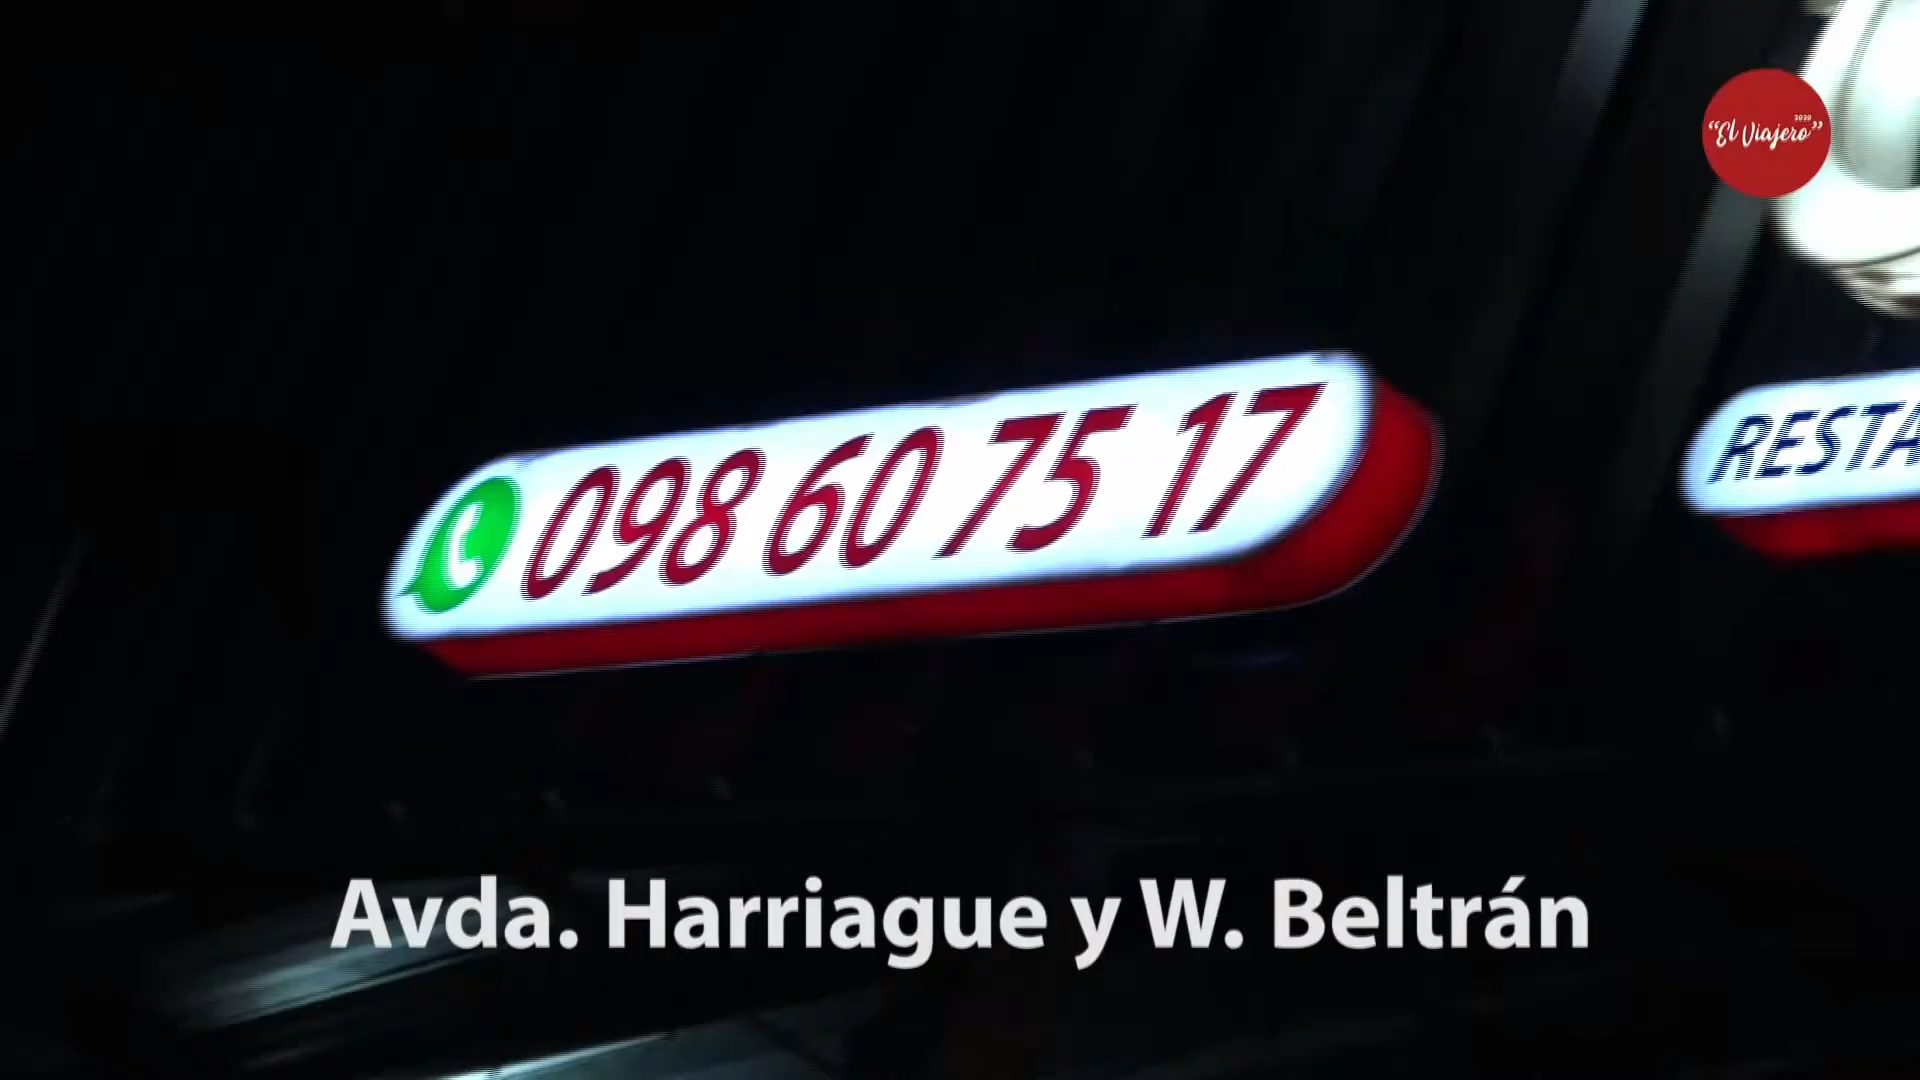 “El Viajero”
2020
098 60 75 17
RESTA
Avda. Harriague y W. Beltrán